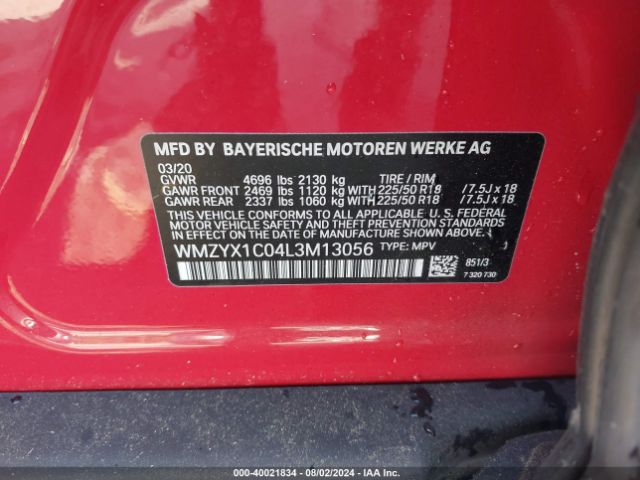 MFD BY BAYERISCHE MOTOREN WERKE AG
03/20
GVWR 4696 lbs 2130 kg TIRE / RIM
GAWR FRONT 2469 lbs 1120 kg WITH 225/50 R18 /7.5J x 18
GAWR REAR 2337 lbs 1060 kg WITH 225/50 R18 /7.5J x 18
THIS VEHICLE CONFORMS TO ALL APPLICABLE U. S. FEDERAL
MOTOR VEHICLE SAFETY, BUMPER, AND THEFT PREVENTION
STANDARDS IN EFFECT ON THE DATE OF MANUFACTURE SHOWN ABOVE.
WMZYX1C04L3M13056 TYPE: MPV
851/3
7 320 730
000-40021834 - 08/02/2024 - IAA Inc.